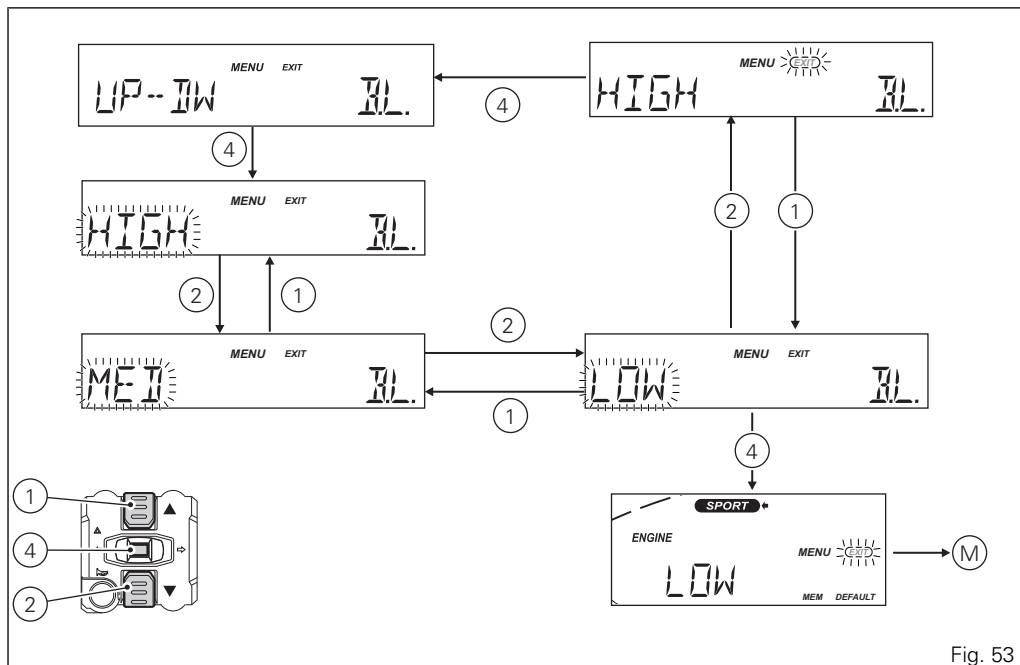 MENU EXIT
UP-DW B.L.
4
MENU EXIT
HIGH B.L.
4
MENU EXIT
HIGH B.L.
2
1
2
1
MENU EXIT
MED B.L.
2
1
MENU EXIT
LOW B.L.
4
1
4
2
SPORT
ENGINE
MENU EXIT
LOW
MEM DEFAULT
M
Fig. 53